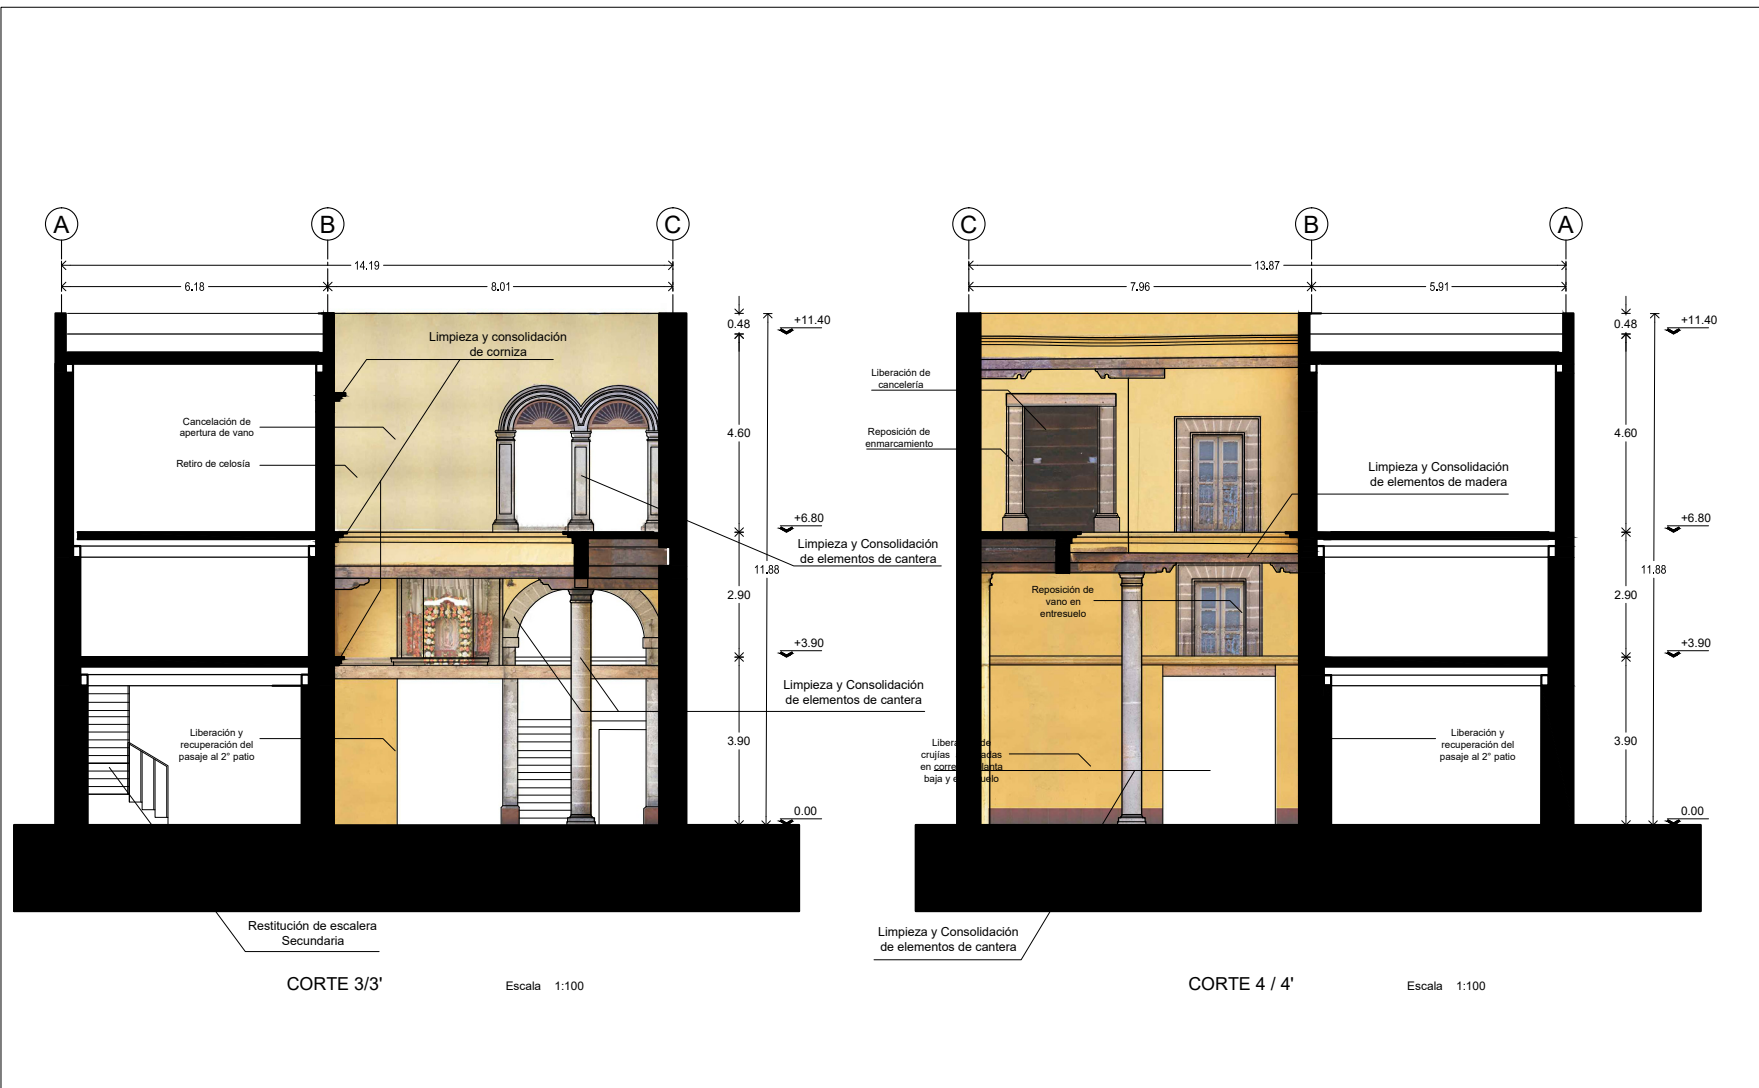 A
B
C
14.19
6.18
8.01
0.48
+11.40
Limpieza y consolidación
de corniza
Cancelación de
apertura de vano
Retiro de celosía
4.60
+6.80
Limpieza y Consolidación
de elementos de cantera
11.88
2.90
+3.90
Limpieza y Consolidación
de elementos de cantera
Liberación y
recuperación del
pasaje al 2° patio
3.90
0.00
Restitución de escalera
Secundaria
CORTE 3/3'
Escala 1:100
C
B
A
13.87
7.96
5.91
0.48
+11.40
Liberación de
cancelería
Reposición de
enmarcamiento
4.60
Limpieza y Consolidación
de elementos de madera
+6.80
11.88
Reposición de
vano en
entresuelo
2.90
+3.90
de
crujías
en
baja y
Liberación y
recuperación del
pasaje al 2° patio
3.90
0.00
Limpieza y Consolidación
de elementos de cantera
CORTE 4 / 4'
Escala 1:100